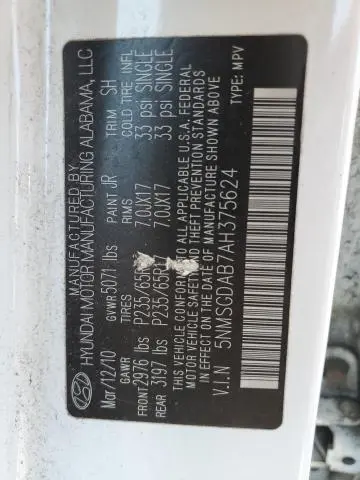 MANUFACTURED BY
HYUNDAI MOTOR MANUFACTURING ALABAMA, LLC
Mar/12/10 GVWR 5071 lbs PAINT JR TRIM SH
GAWR TIRES RIMS COLD TIRE INFL
FRONT 2976 lbs P235/65R 7.0JX17 33 psi SINGLE
REAR 3197 lbs P235/65R 7.0JX17 33 psi SINGLE
THIS VEHICLE CONFORMS TO ALL APPLICABLE U.S.A. FEDERAL
MOTOR VEHICLE SAFETY AND THEFT PREVENTION STANDARDS
IN EFFECT ON THE DATE OF MANUFACTURE SHOWN ABOVE.
V.I.N 5NMSGDAB7AH375624 TYPE: MPV